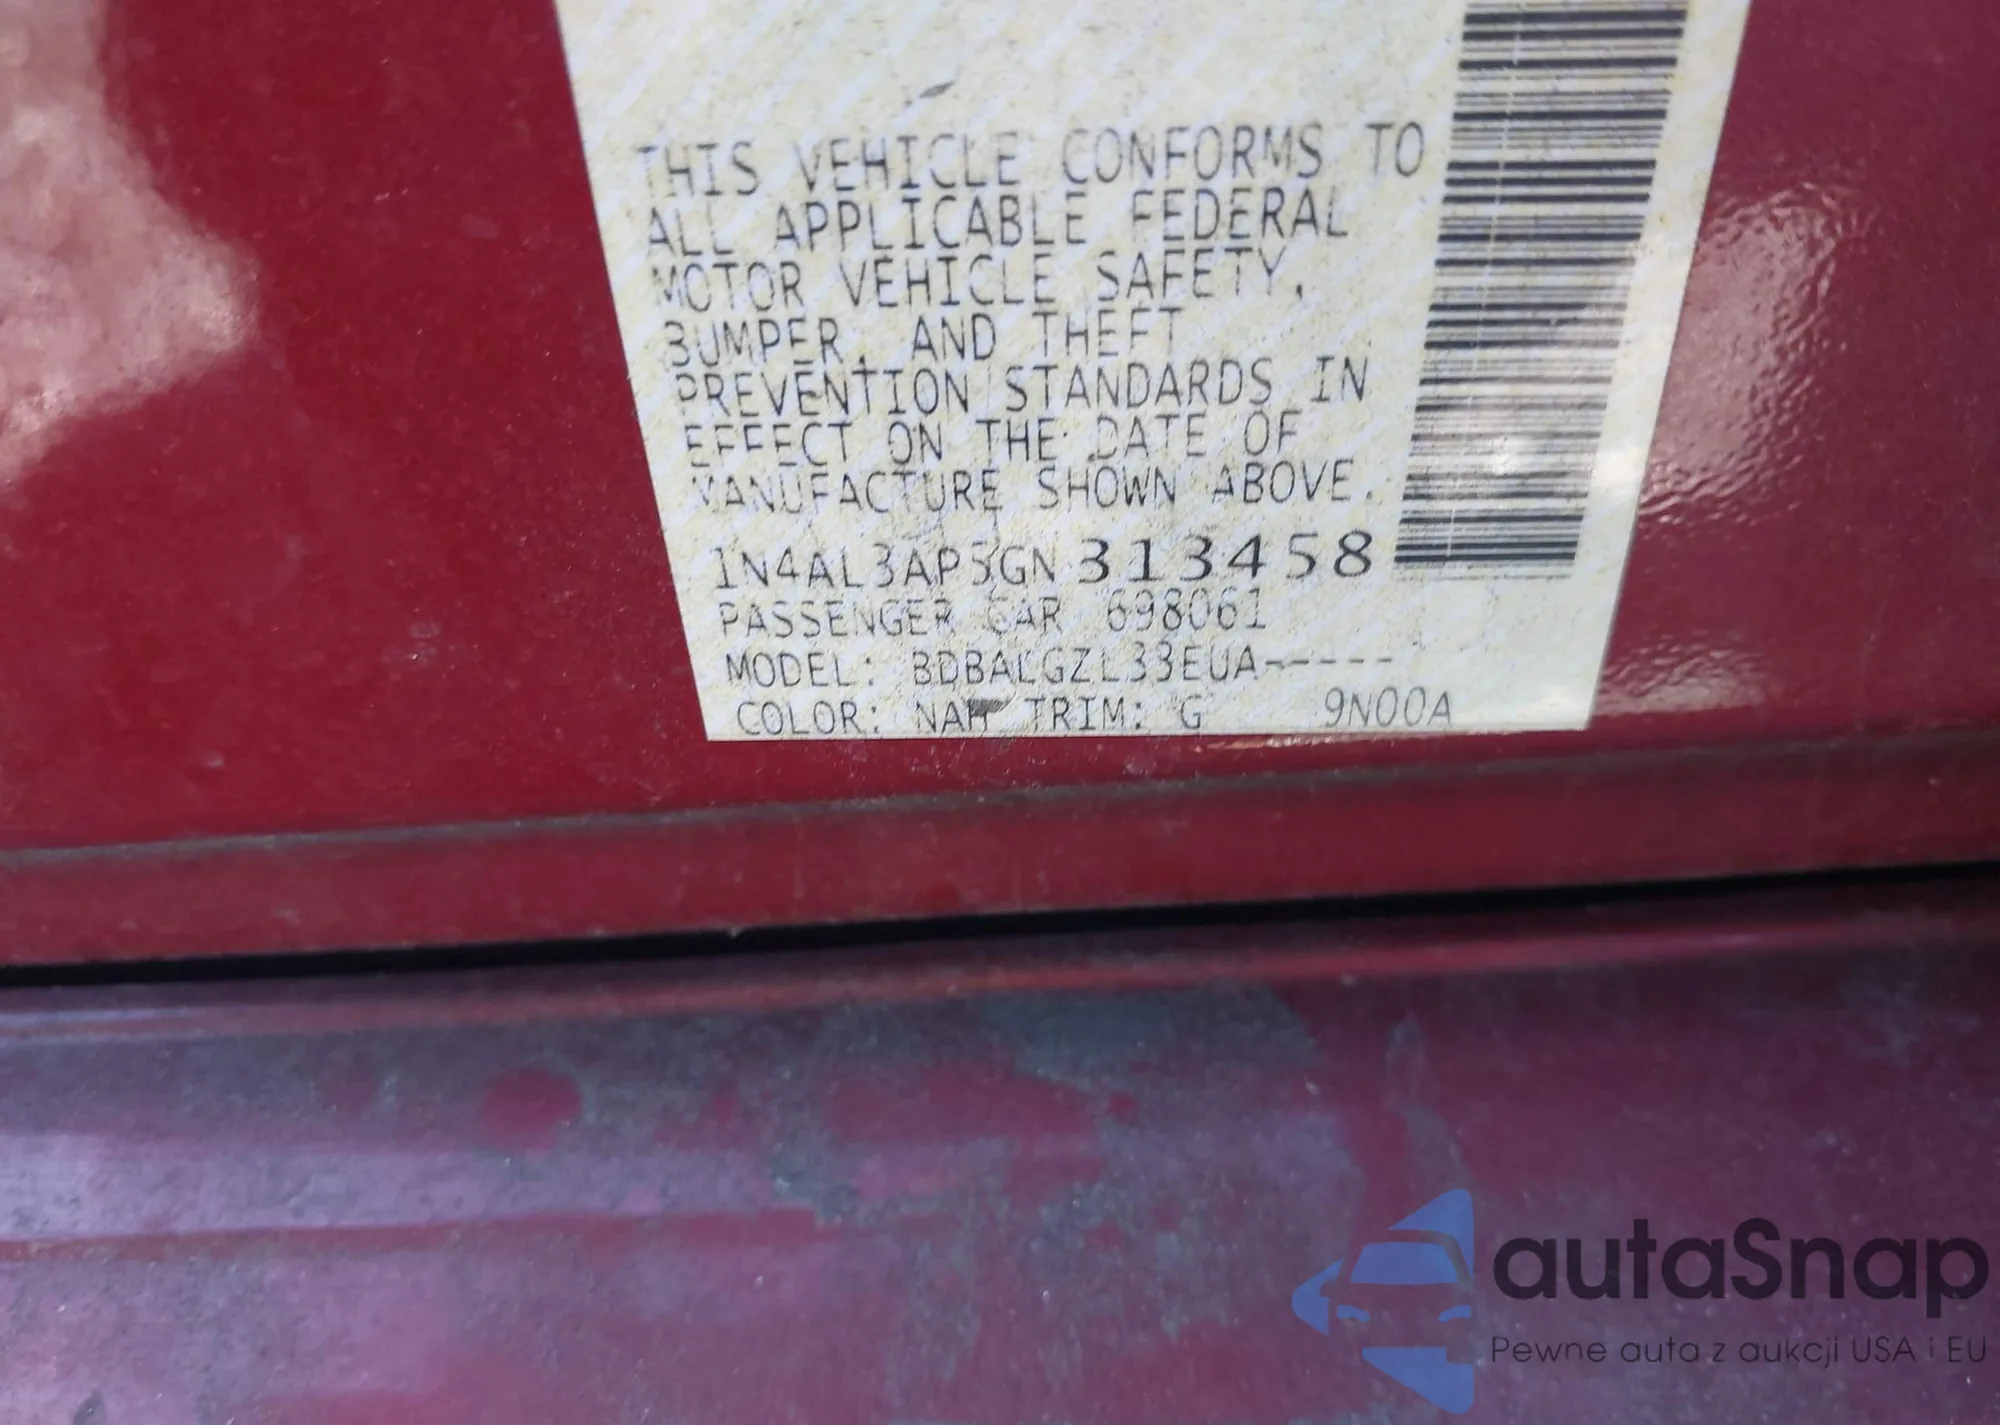 THIS VEHICLE CONFORMS TO
ALL APPLICABLE FEDERAL
MOTOR VEHICLE SAFETY,
BUMPER, AND THEFT
PREVENTION STANDARDS IN
EFFECT ON THE DATE OF
MANUFACTURE SHOWN ABOVE.
1N4AL3AP5GN313458
PASSENGER CAR 698061
MODEL: BDBALGZL33EUA-----
COLOR: NAH TRIM: G 9N00A
autaSnap
Pewne auta z aukcji USA i EU